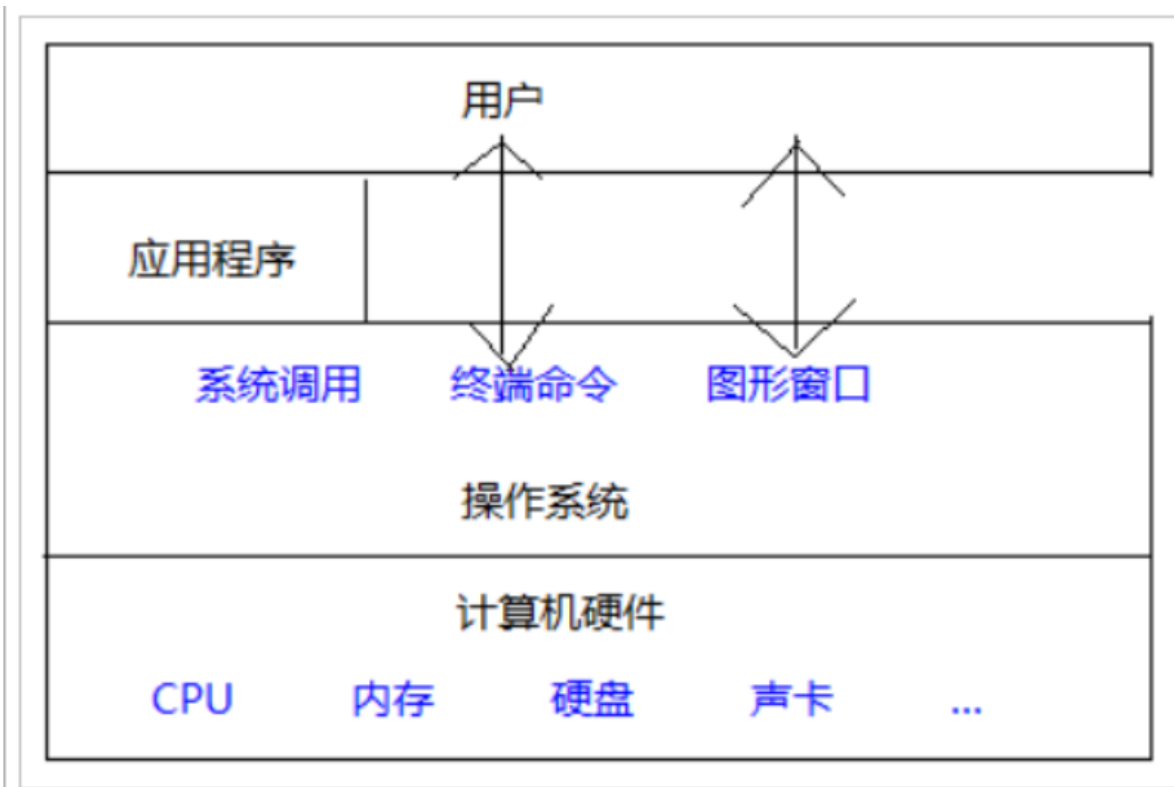 用户
应用程序
系统调用 终端命令 图形窗口
操作系统
计算机硬件
CPU 内存 硬盘 声卡 ...